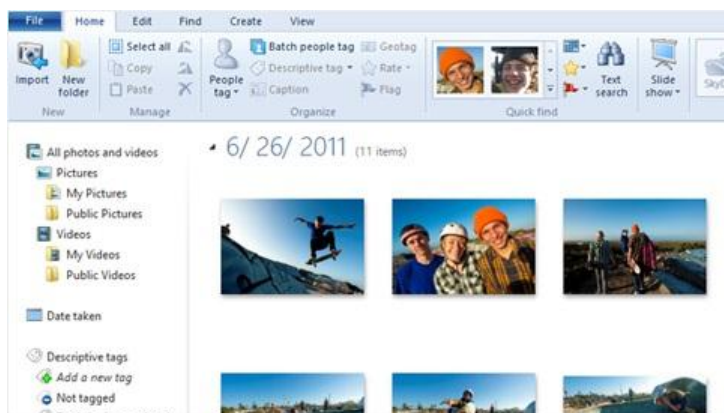 File Home Edit Find Create View
Select all Batch people tag Geotag
Copy Descriptive tag Rate
Import New folder Paste People tag Caption Flag Text search Slide show
New Manage Organize Quick find
All photos and videos
6/ 26/ 2011 (11 items)
Pictures
My Pictures
Public Pictures
Videos
My Videos
Public Videos
Date taken
Descriptive tags
Add a new tag
Not tagged